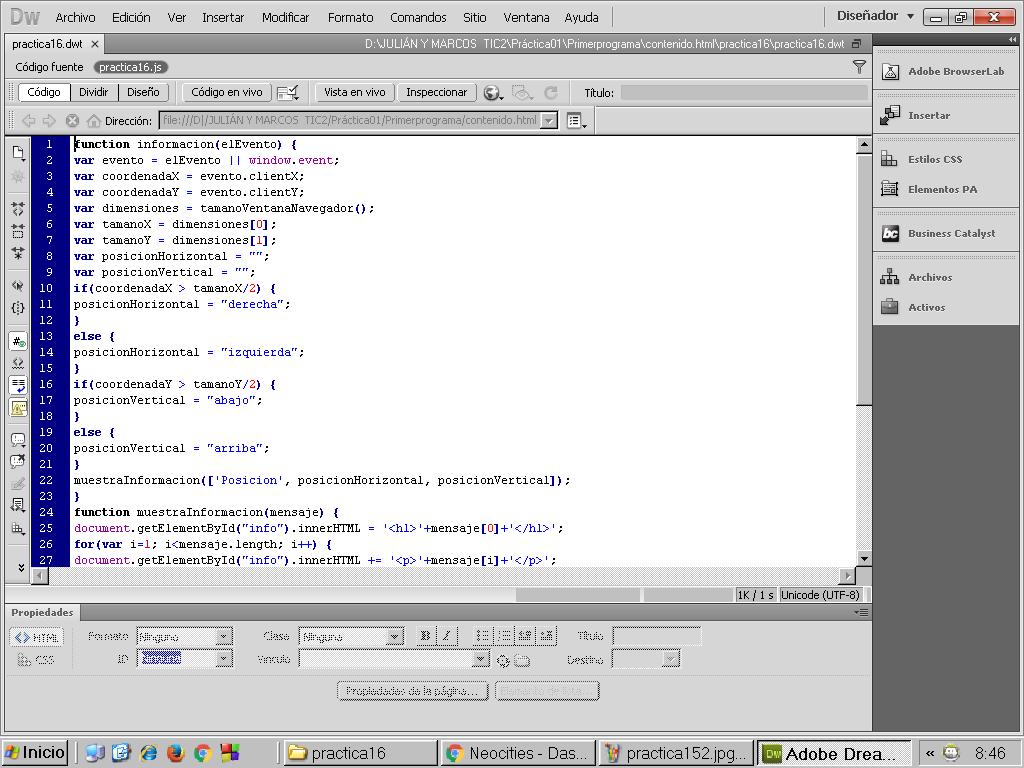 Dw Archivo Edición Ver Insertar Modificar Formato Comandos Sitio Ventana Ayuda Diseñador
practica16.dwt D:\JULIÁN Y MARCOS TIC2\Práctica01\Primerprograma\contenido.html\practica16\practica16.dwt
Código fuente practica16.js
Código Dividir Diseño Código en vivo Vista en vivo Inspeccionar Título:
Dirección: file:///D|/JULIÁN Y MARCOS TIC2/Práctica01/Primerprograma/contenido.html
1 function informacion(elEvento) {
2 var evento = elEvento || window.event;
3 var coordenadaX = evento.clientX;
4 var coordenadaY = evento.clientY;
5 var dimensiones = tamanoVentanaNavegador();
6 var tamanoX = dimensiones[0];
7 var tamanoY = dimensiones[1];
8 var posicionHorizontal = "";
9 var posicionVertical = "";
10 if(coordenadaX > tamanoX/2) {
11 posicionHorizontal = "derecha";
12 }
13 else {
14 posicionHorizontal = "izquierda";
15 }
16 if(coordenadaY > tamanoY/2) {
17 posicionVertical = "abajo";
18 }
19 else {
20 posicionVertical = "arriba";
21 }
22 muestraInformacion(['Posicion', posicionHorizontal, posicionVertical]);
23 }
24 function muestraInformacion(mensaje) {
25 document.getElementById("info").innerHTML = '<h1>'+mensaje[0]+'</h1>';
26 for(var i=1; i<mensaje.length; i++) {
27 document.getElementById("info").innerHTML += '<p>'+mensaje[i]+'</p>';
1K / 1 s Unicode (UTF-8)
Adobe BrowserLab
Insertar
Estilos CSS
Elementos PA
bc Business Catalyst
Archivos
Activos
Propiedades
<> HTML Formato Ninguno Clase Ninguna B I Título
CSS ID Ninguno Vínculo Destino
Propiedades de la página... Elemento de lista...
Inicio practica16 Neocities - Das... practica152.jpg... Adobe Drea... « 8:46